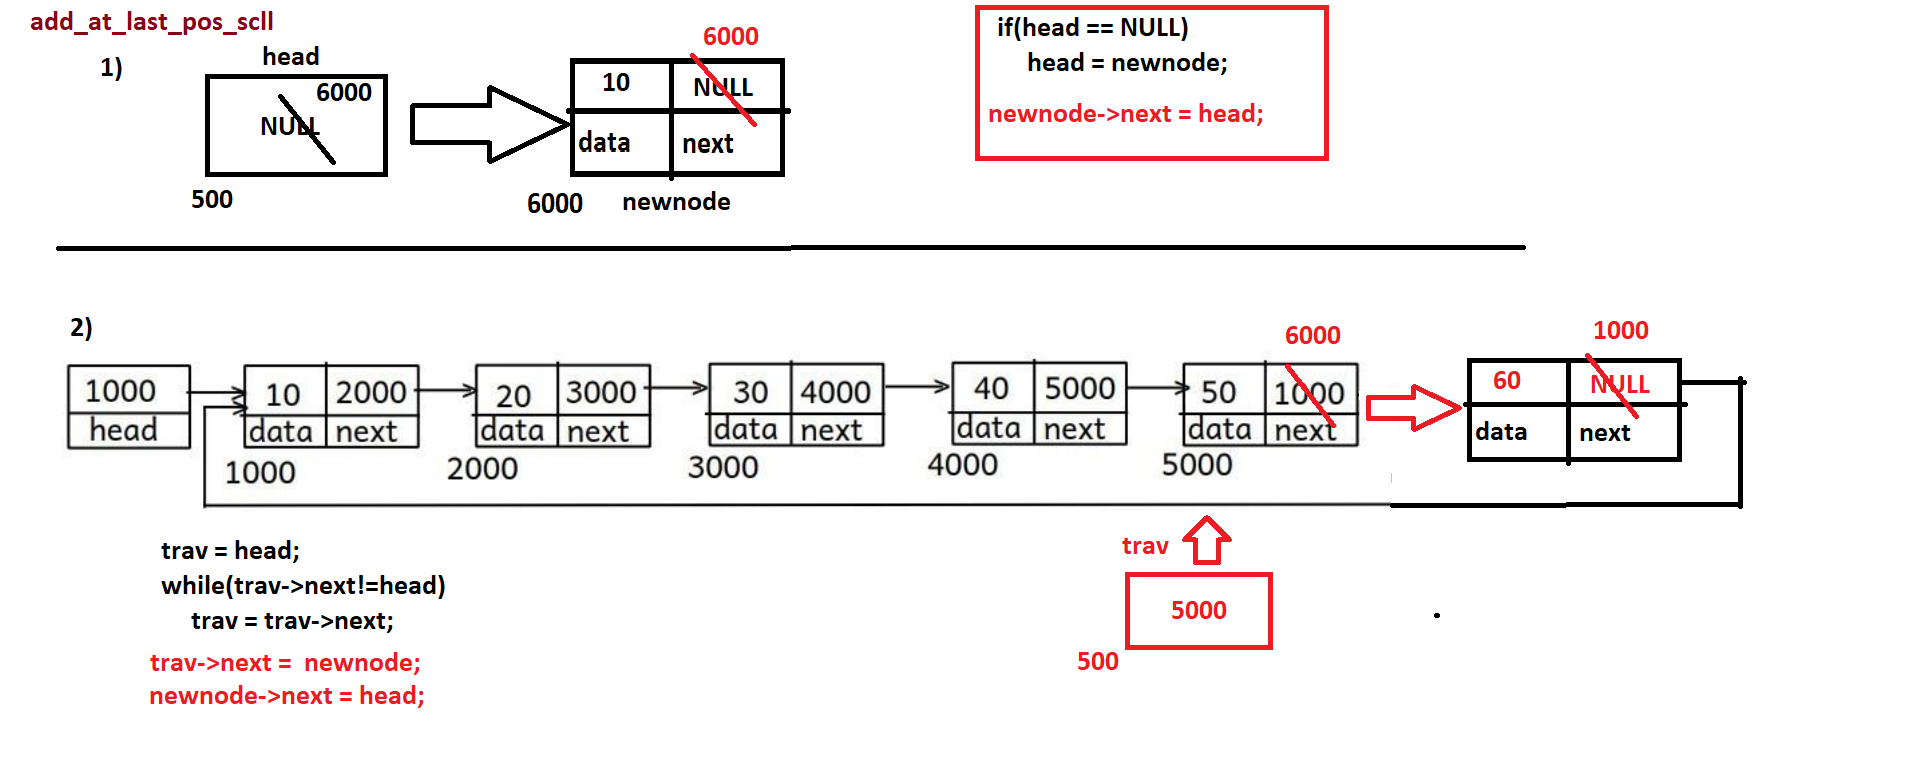 add_at_last_pos_scll
1)
head
6000
NULL
500
6000
10
NULL
data
next
6000
newnode
if(head == NULL)
head = newnode;
newnode->next = head;
2)
1000
head
10
2000
data
next
1000
20
3000
data
next
2000
30
4000
data
next
3000
40
5000
data
next
4000
6000
50
1000
data
next
5000
1000
60
NULL
data
next
trav = head;
while(trav->next!=head)
trav = trav->next;
trav->next = newnode;
newnode->next = head;
trav
5000
500